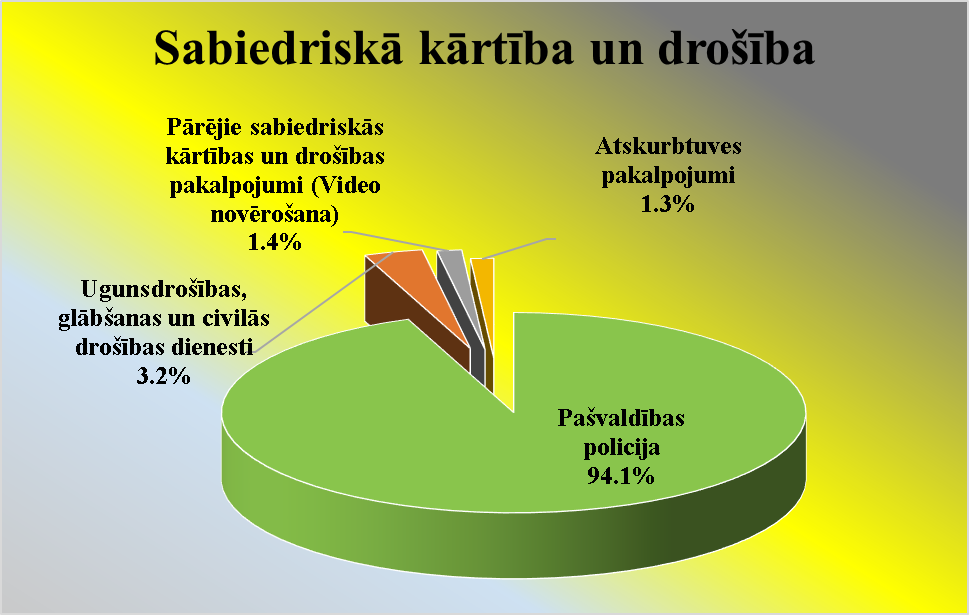 Sabiedriskā kārtība un drošība
Pārējie sabiedriskās
kārtības un drošības
pakalpojumi (Video
novērošana)
1.4%
Atskurbtuves
pakalpojumi
1.3%
Ugunsdrošības,
glābšanas un civilās
drošības dienesti
3.2%
Pašvaldības
policija
94.1%